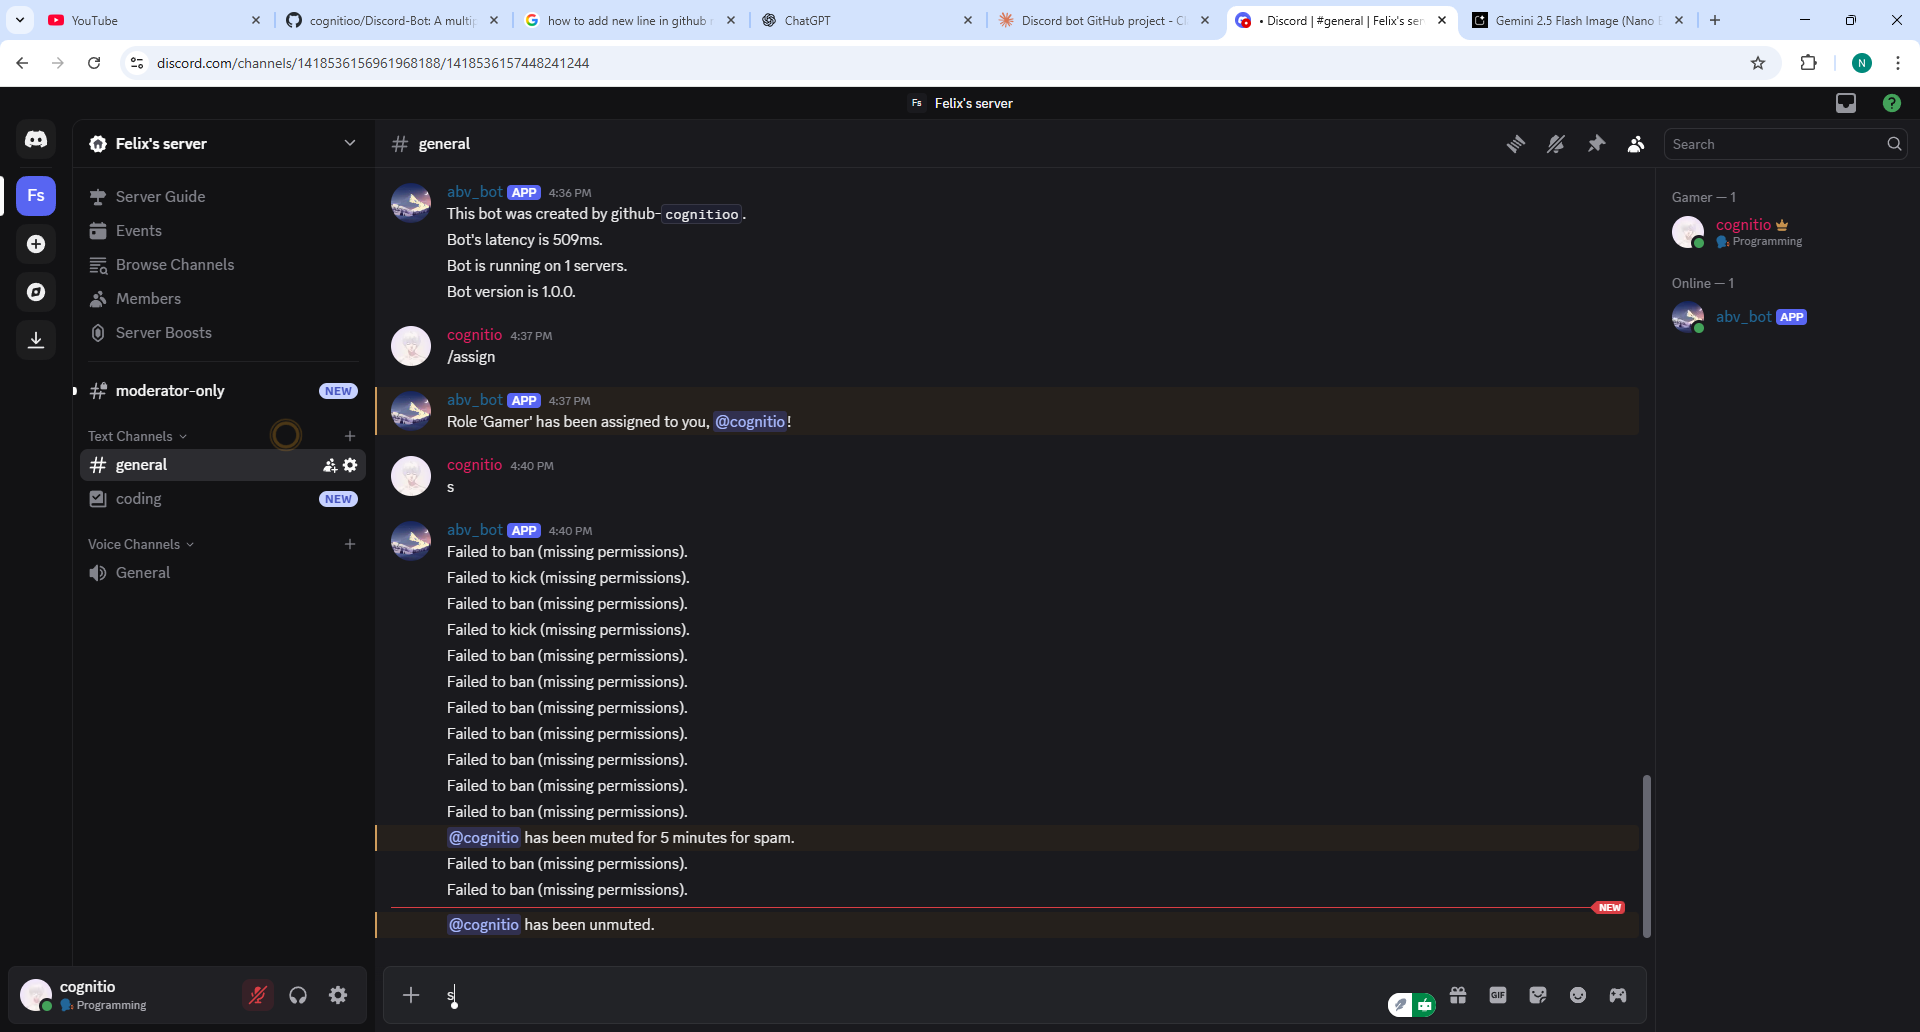 YouTube
cognitioo/Discord-Bot: A multip
how to add new line in github r
ChatGPT
Discord bot GitHub project - Cl
• Discord | #general | Felix's ser
Gemini 2.5 Flash Image (Nano B
discord.com/channels/1418536156961968188/1418536157448241244
N
Fs Felix's server
Felix's server
# general
Search
Fs
Server Guide
Events
Browse Channels
Members
Server Boosts
moderator-only NEW
Text Channels
general
coding NEW
Voice Channels
General
abv_bot APP 4:36 PM
This bot was created by github-cognitioo.
Bot's latency is 509ms.
Bot is running on 1 servers.
Bot version is 1.0.0.
cognitio 4:37 PM
/assign
abv_bot APP 4:37 PM
Role 'Gamer' has been assigned to you, @cognitio!
cognitio 4:40 PM
s
abv_bot APP 4:40 PM
Failed to ban (missing permissions).
Failed to kick (missing permissions).
Failed to ban (missing permissions).
Failed to kick (missing permissions).
Failed to ban (missing permissions).
Failed to ban (missing permissions).
Failed to ban (missing permissions).
Failed to ban (missing permissions).
Failed to ban (missing permissions).
Failed to ban (missing permissions).
Failed to ban (missing permissions).
@cognitio has been muted for 5 minutes for spam.
Failed to ban (missing permissions).
Failed to ban (missing permissions).
NEW
@cognitio has been unmuted.
Gamer — 1
cognitio
Programming
Online — 1
abv_bot APP
cognitio
Programming
s
GIF